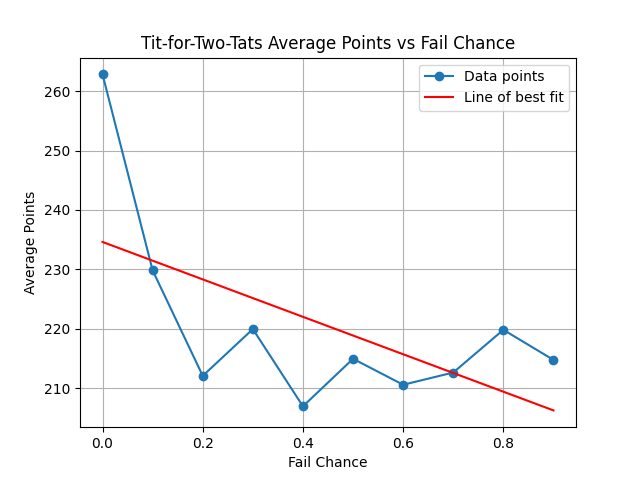 Tit-for-Two-Tats Average Points vs Fail Chance
Data points
Line of best fit
260
250
240
230
220
210
Average Points
0.0
0.2
0.4
0.6
0.8
Fail Chance